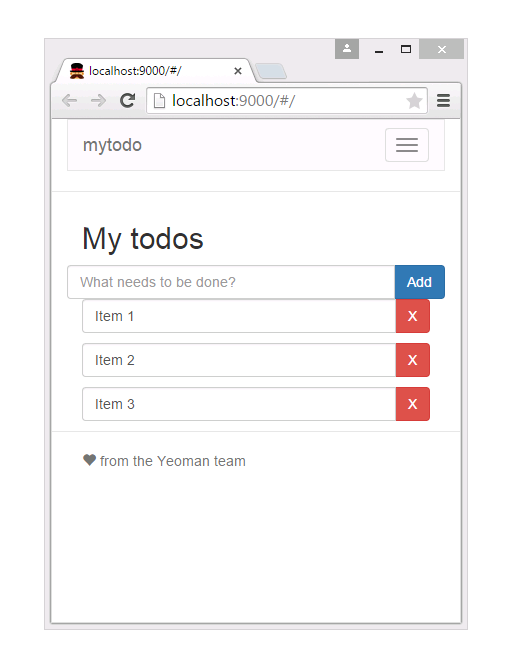 localhost:9000/#/
localhost:9000/#/
mytodo
My todos
What needs to be done? Add
Item 1 X
Item 2 X
Item 3 X
from the Yeoman team